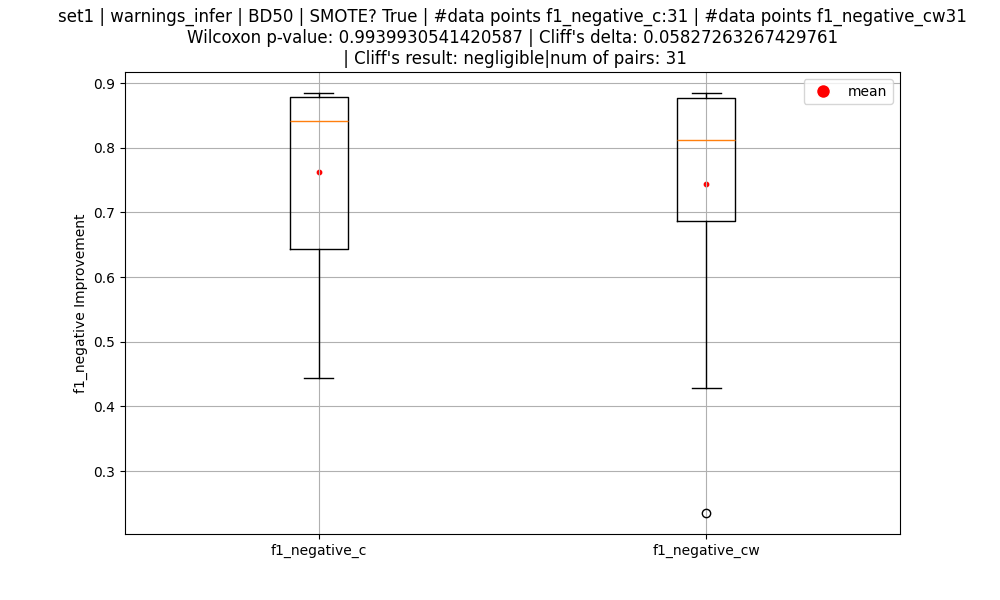 set1 | warnings_infer | BD50 | SMOTE? True | #data points f1_negative_c:31 | #data points f1_negative_cw31
Wilcoxon p-value: 0.9939930541420587 | Cliff's delta: 0.05827263267429761
| Cliff's result: negligible|num of pairs: 31
mean
f1_negative Improvement
0.9
0.8
0.7
0.6
0.5
0.4
0.3
f1_negative_c
f1_negative_cw